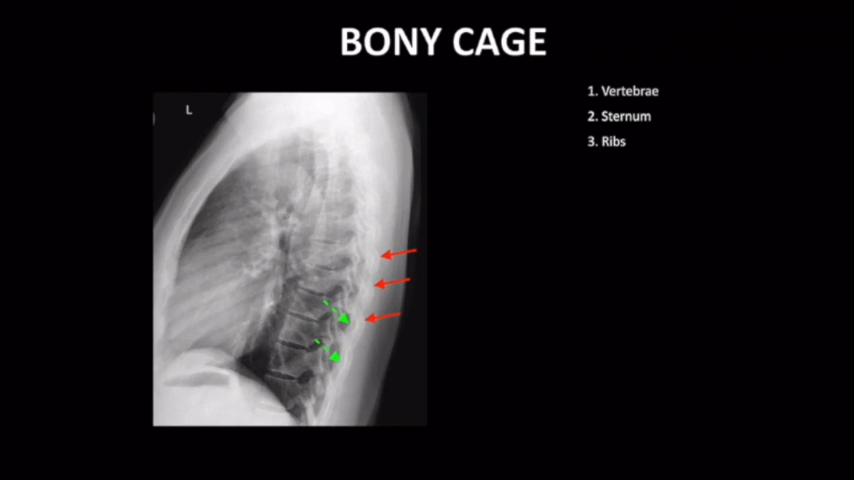 BONY CAGE
L
1. Vertebrae
2. Sternum
3. Ribs